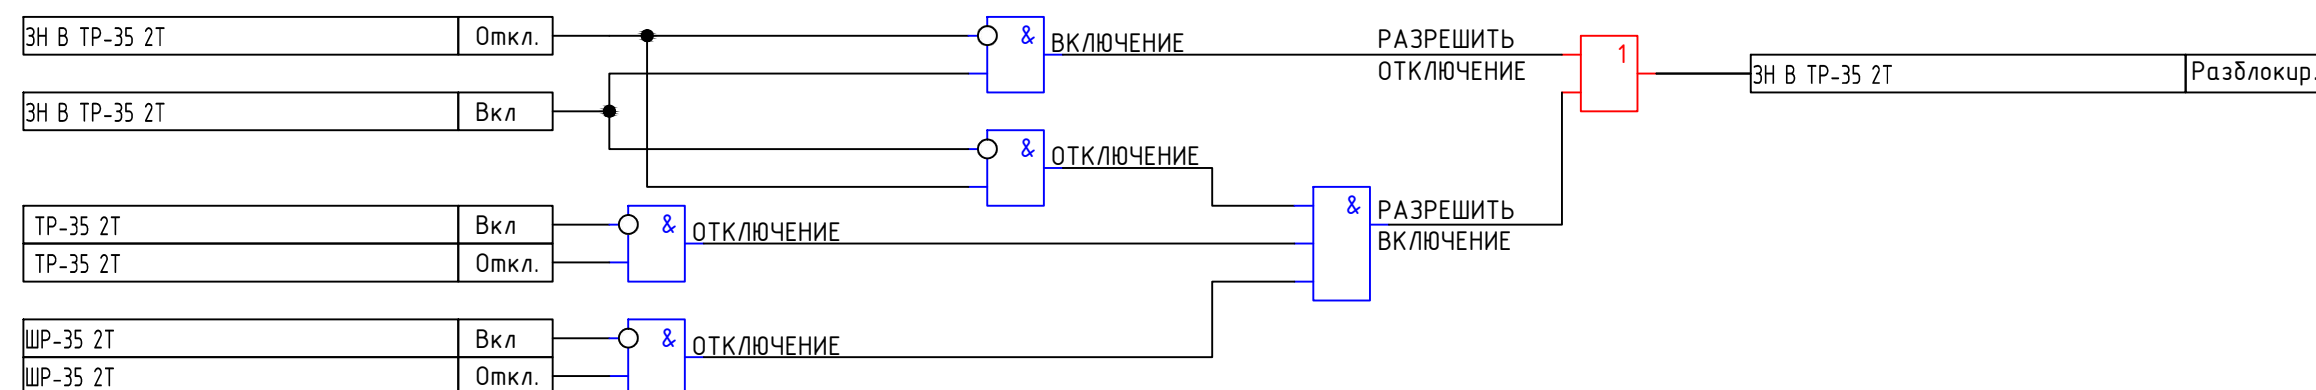 ЗН В ТР-35 2Т Откл.
& ВКЛЮЧЕНИЕ
РАЗРЕШИТЬ
ОТКЛЮЧЕНИЕ
1
ЗН В ТР-35 2Т Разблокир.
ЗН В ТР-35 2Т Вкл
& ОТКЛЮЧЕНИЕ
ТР-35 2Т Вкл
& ОТКЛЮЧЕНИЕ
ТР-35 2Т Откл.
&
РАЗРЕШИТЬ
ВКЛЮЧЕНИЕ
ШР-35 2Т Вкл
& ОТКЛЮЧЕНИЕ
ШР-35 2Т Откл.